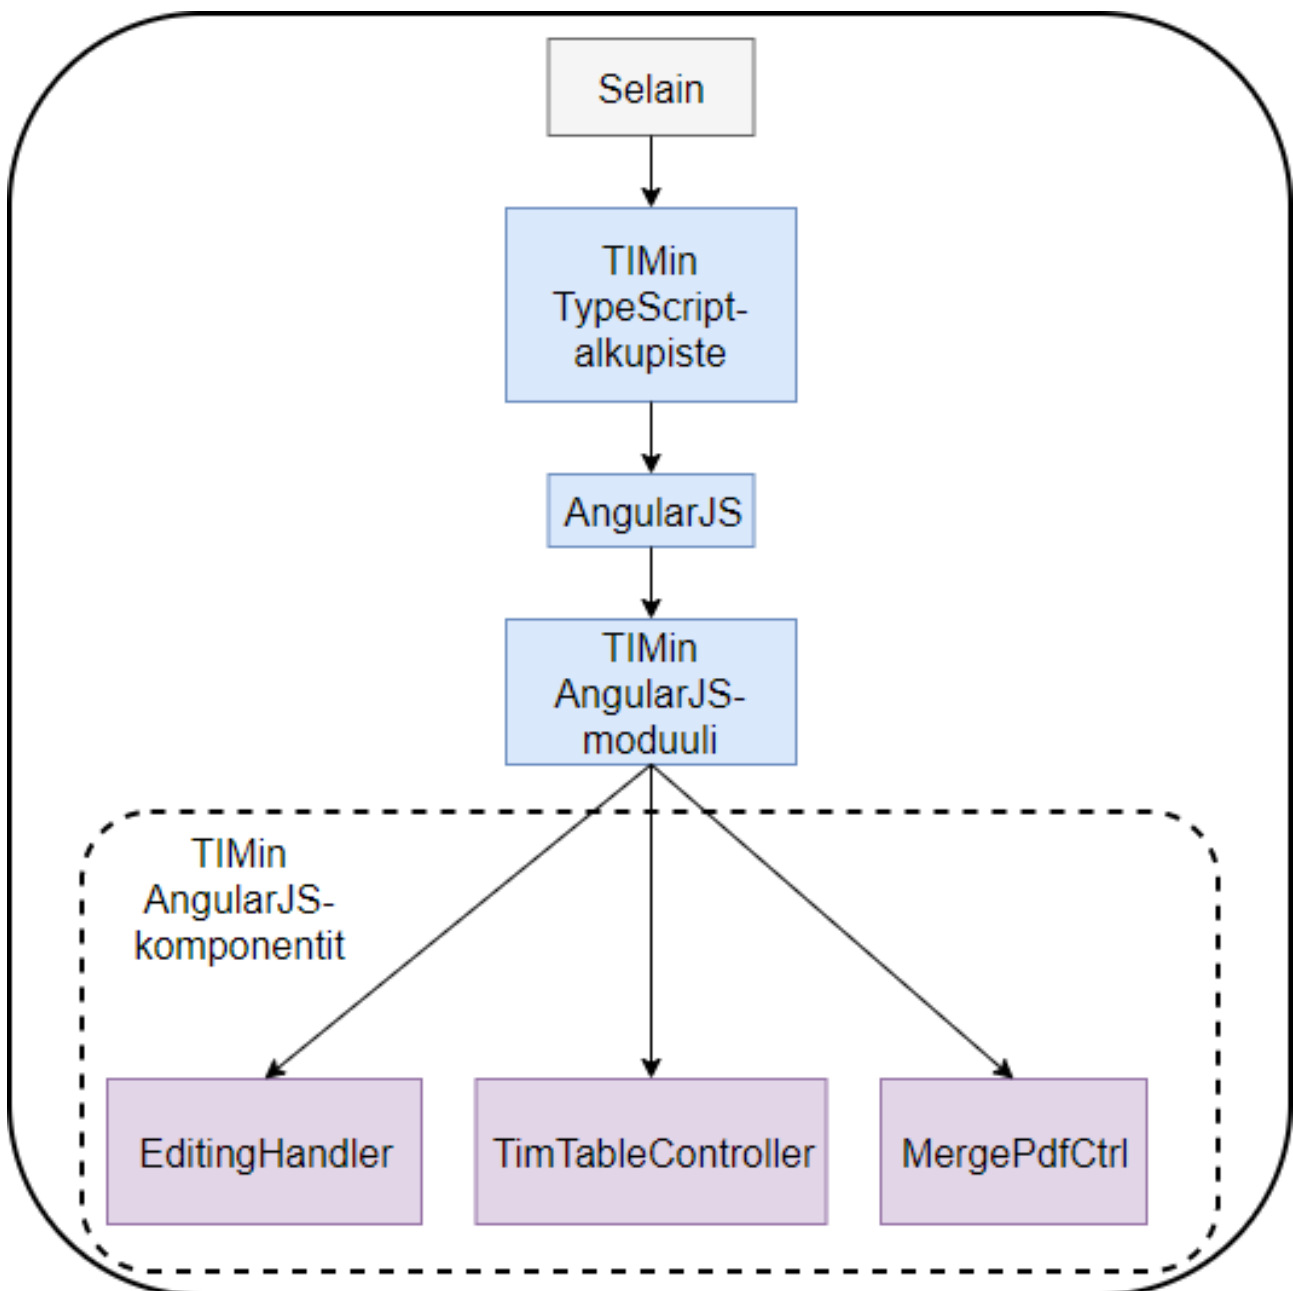 Selain
TIMin
TypeScript-
alkupiste
AngularJS
TIMin
AngularJS-
moduuli
TIMin
AngularJS-
komponentit
EditingHandler
TimTableController
MergePdfCtrl